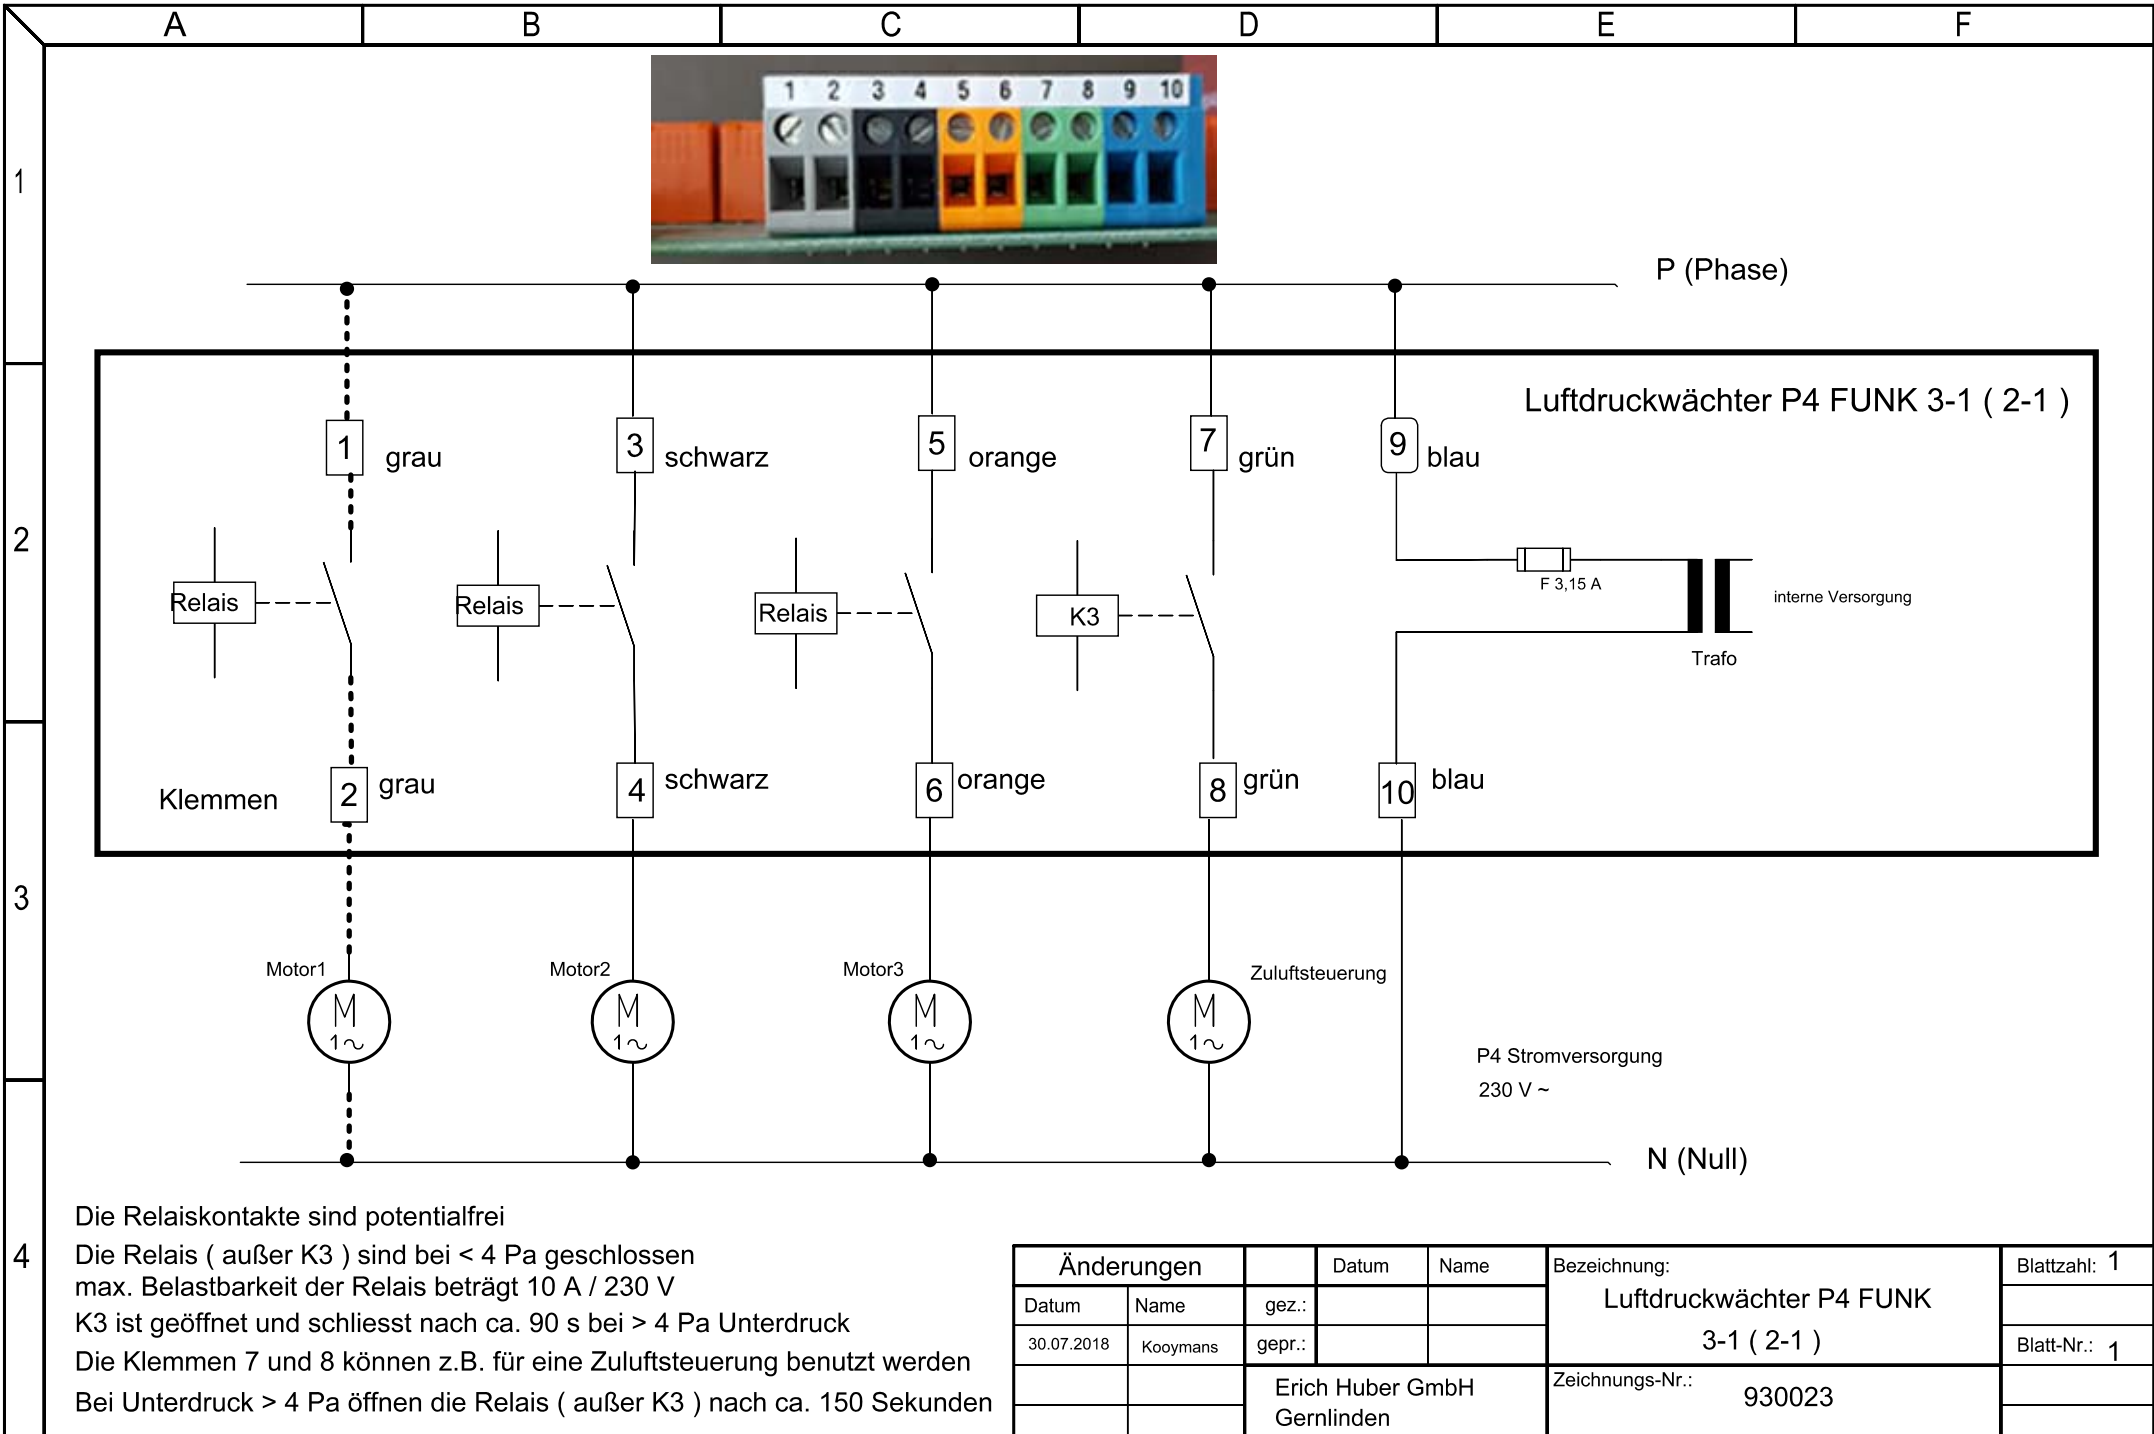 A B C D E F
1 2 3 4 5 6 7 8 9 10
1
P (Phase)
Luftdruckwächter P4 FUNK 3-1 ( 2-1 )
1 grau 3 schwarz 5 orange 7 grün 9 blau
2
Relais Relais Relais K3
F 3,15 A
interne Versorgung
Trafo
Klemmen 2 grau 4 schwarz 6 orange 8 grün 10 blau
3
Motor1 Motor2 Motor3 Zuluftsteuerung
M M M M
1~ 1~ 1~ 1~
P4 Stromversorgung
230 V ~
N (Null)
4
Die Relaiskontakte sind potentialfrei
Die Relais ( außer K3 ) sind bei < 4 Pa geschlossen
max. Belastbarkeit der Relais beträgt 10 A / 230 V
K3 ist geöffnet und schliesst nach ca. 90 s bei > 4 Pa Unterdruck
Die Klemmen 7 und 8 können z.B. für eine Zuluftsteuerung benutzt werden
Bei Unterdruck > 4 Pa öffnen die Relais ( außer K3 ) nach ca. 150 Sekunden
Änderungen Datum Name
Datum Name gez.:
30.07.2018 Kooymans gepr.:
Erich Huber GmbH
Gernlinden
Bezeichnung:
Luftdruckwächter P4 FUNK
3-1 ( 2-1 )
Zeichnungs-Nr.: 930023
Blattzahl: 1
Blatt-Nr.: 1